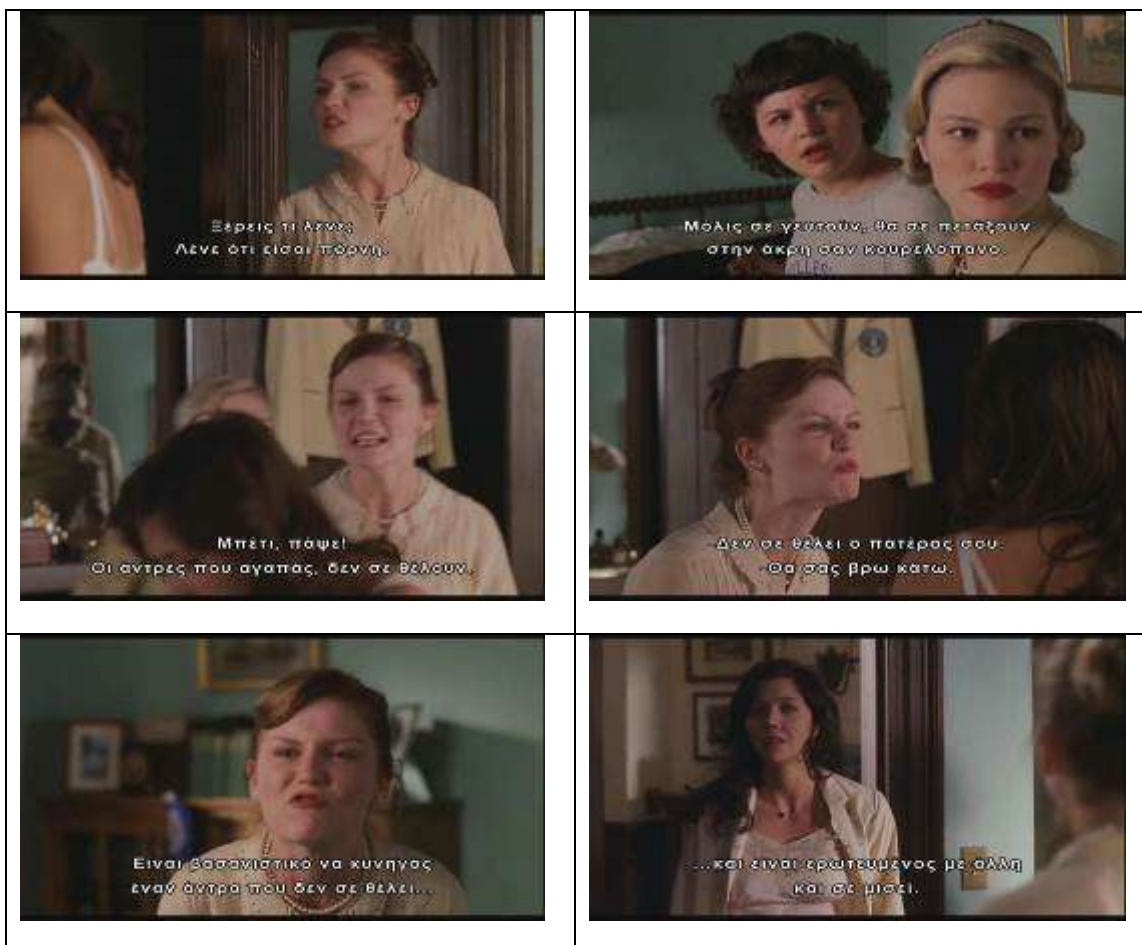 Ξέρεις τι λένε;
Λένε ότι είσαι πόρνη.
Μόλις σε γευτούν, θα σε πετάξουν
στην άκρη σαν κουρελόπανο.
Μπέτι, πάψε!
Οι άντρες που αγαπάς, δεν σε θέλουν.
-Δεν σε θέλει ο πατέρας σου.
-Θα σας βρω κάτω.
Είναι βασανιστικό να κυνηγάς
έναν άντρα που δεν σε θέλει...
...και είναι ερωτευμένος με άλλη
και σε μισεί.